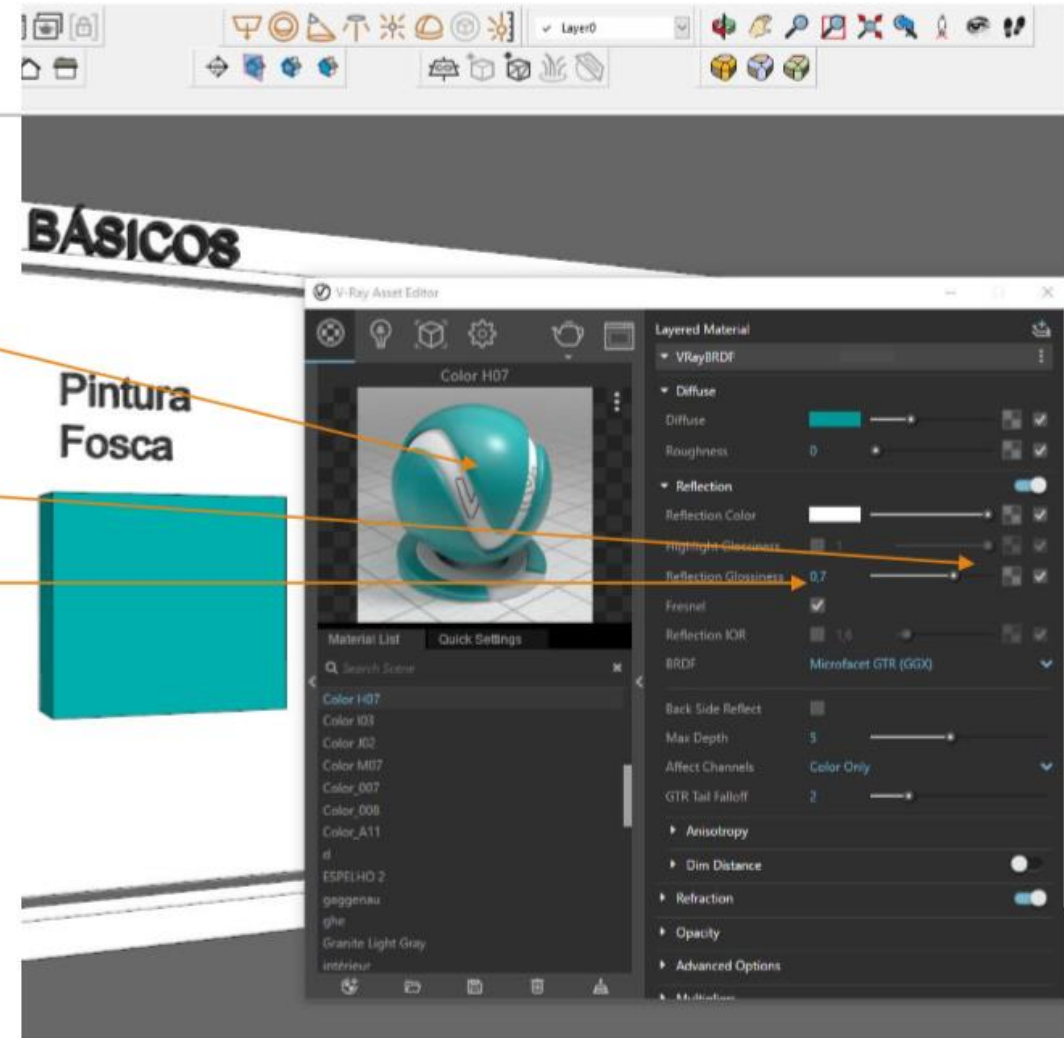 Layer0
BÁSICOS
Pintura
Fosca
V-Ray Asset Editor
Color H07
Material List Quick Settings
Search Scene
Color H07
Color I03
Color J02
Color M07
Color_007
Color_008
Color_A11
d
ESPELHO 2
gaggenau
ghe
Granite Light Gray
intérieur
Layered Material
VRayBRDF
Diffuse
Diffuse
Roughness 0
Reflection
Reflection Color
Highlight Glossiness 1
Reflection Glossiness 0,7
Fresnel
Reflection IOR 1,6
BRDF Microfacet GTR (GGX)
Back Side Reflect
Max Depth 5
Affect Channels Color Only
GTR Tail Falloff 2
Anisotropy
Dim Distance
Refraction
Opacity
Advanced Options
Multipliers